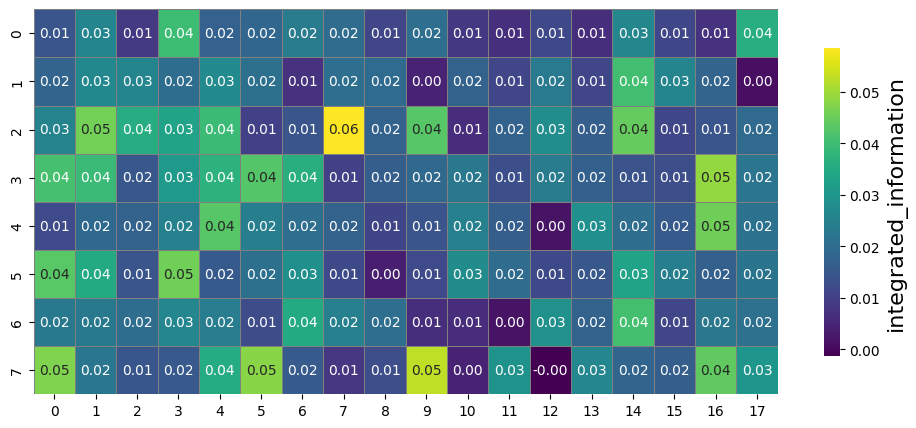 0 0.01 0.03 0.01 0.04 0.02 0.02 0.02 0.02 0.01 0.02 0.01 0.01 0.01 0.01 0.03 0.01 0.01 0.04
1 0.02 0.03 0.03 0.02 0.03 0.02 0.01 0.02 0.02 0.00 0.02 0.01 0.02 0.01 0.04 0.03 0.02 0.00
2 0.03 0.05 0.04 0.03 0.04 0.01 0.01 0.06 0.02 0.04 0.01 0.02 0.03 0.02 0.04 0.01 0.01 0.02
3 0.04 0.04 0.02 0.03 0.04 0.04 0.04 0.01 0.02 0.02 0.02 0.01 0.02 0.02 0.01 0.01 0.05 0.02
4 0.01 0.02 0.02 0.02 0.04 0.02 0.02 0.02 0.01 0.02 0.01 0.02 0.00 0.03 0.02 0.02 0.05 0.02
5 0.04 0.04 0.01 0.05 0.02 0.02 0.03 0.01 0.00 0.01 0.03 0.02 0.01 0.02 0.03 0.02 0.02 0.02
6 0.02 0.02 0.02 0.03 0.02 0.01 0.04 0.02 0.02 0.01 0.01 0.00 0.03 0.02 0.04 0.01 0.02 0.02
7 0.05 0.02 0.01 0.02 0.04 0.05 0.02 0.01 0.01 0.05 0.00 0.03 -0.00 0.03 0.02 0.02 0.04 0.03
0 1 2 3 4 5 6 7 8 9 10 11 12 13 14 15 16 17
0.05
0.04
0.03
0.02
0.01
0.00
integrated_information